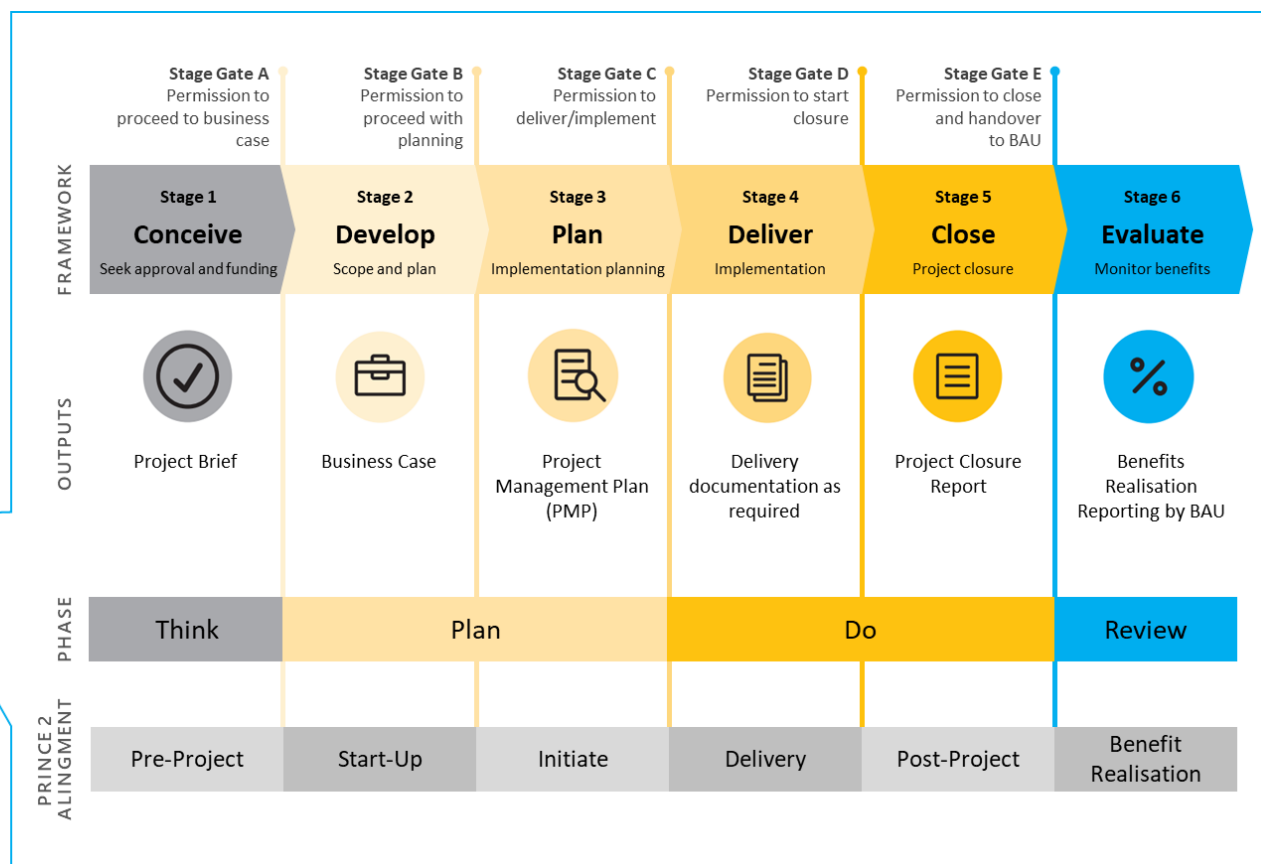 Stage Gate A
Permission to
proceed to business
case
Stage Gate B
Permission to
proceed with
planning
Stage Gate C
Permission to
deliver/implement
Stage Gate D
Permission to start
closure
Stage Gate E
Permission to close
and handover
to BAU
FRAMEWORK
Stage 1
Conceive
Seek approval and funding
Stage 2
Develop
Scope and plan
Stage 3
Plan
Implementation planning
Stage 4
Deliver
Implementation
Stage 5
Close
Project closure
Stage 6
Evaluate
Monitor benefits
OUTPUTS
Project Brief
Business Case
Project
Management Plan
(PMP)
Delivery
documentation as
required
Project Closure
Report
%
Benefits
Realisation
Reporting by BAU
PHASE
Think
Plan
Do
Review
PRINCE 2
ALINGMENT
Pre-Project
Start-Up
Initiate
Delivery
Post-Project
Benefit
Realisation